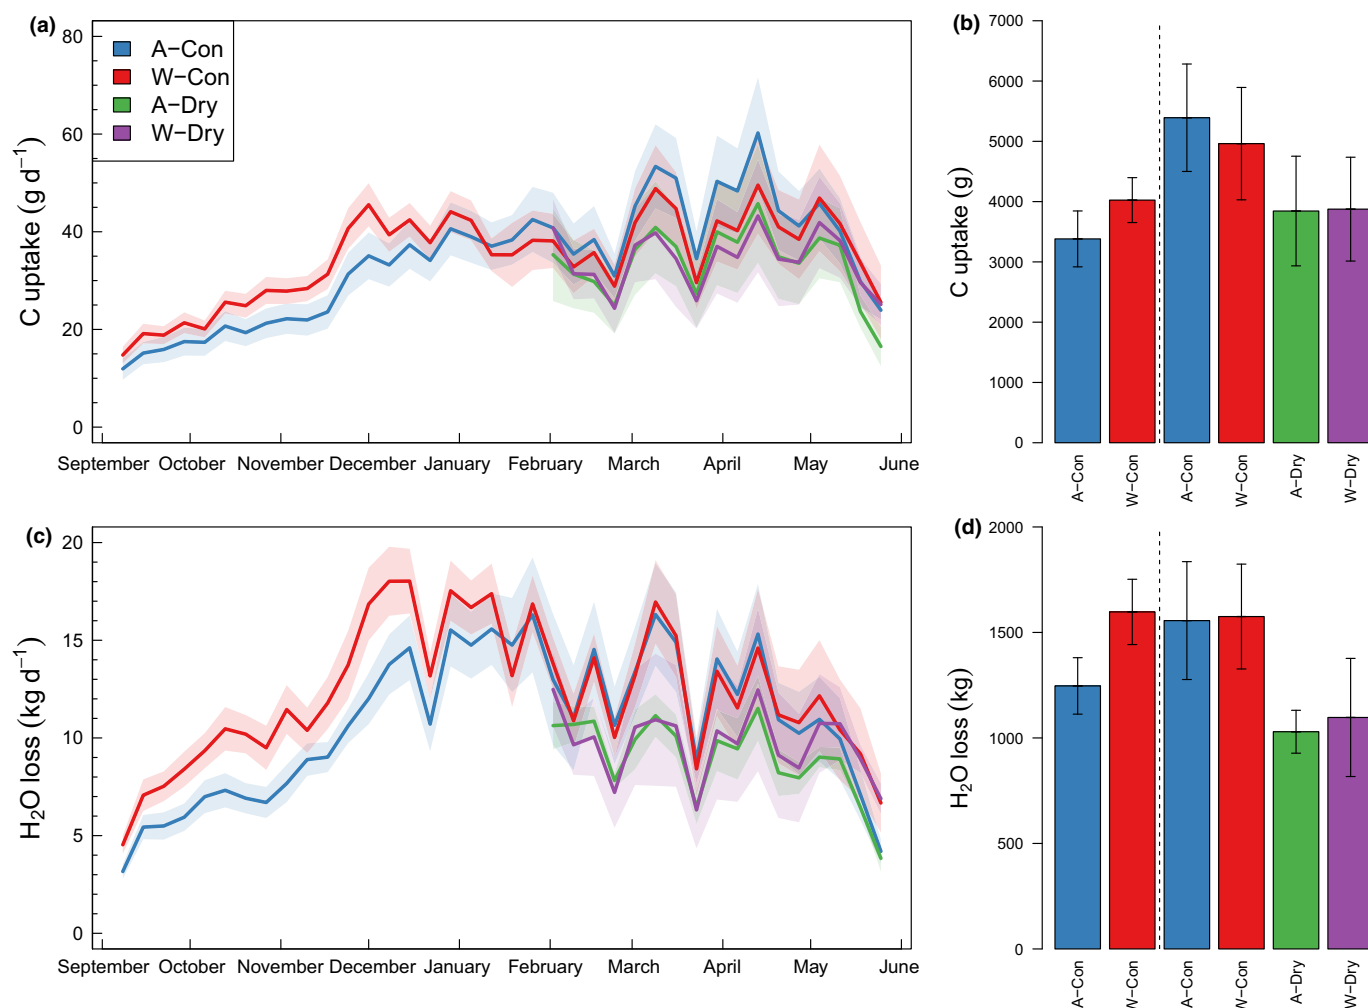 (a)
80
60
40
20
0
C uptake (g d⁻¹)
A−Con
W−Con
A−Dry
W−Dry
September October November December January February March April May June
(b)
7000
6000
5000
4000
3000
2000
1000
0
C uptake (g)
A−Con W−Con A−Con W−Con A−Dry W−Dry
(c)
20
15
10
5
0
H₂O loss (kg d⁻¹)
September October November December January February March April May June
(d)
2000
1500
1000
500
0
H₂O loss (kg)
A−Con W−Con A−Con W−Con A−Dry W−Dry